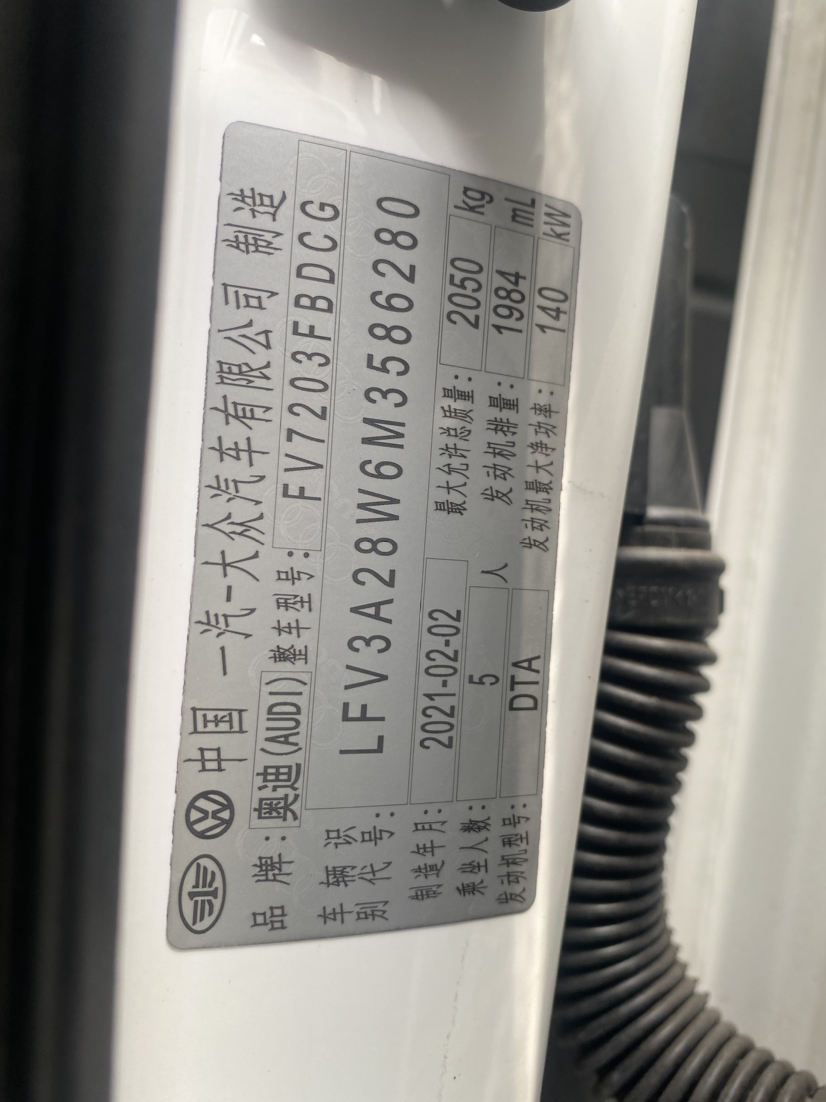 中国 一汽-大众汽车有限公司 制造
品牌：奥迪(AUDI) 整车型号：FV7203FBDCG
车辆识别代号：LFV3A28W6M3586280
制造年月：2021-02-02 最大允许总质量：2050 kg
乘坐人数：5 人 发动机排量：1984 mL
发动机型号：DTA 发动机最大净功率：140 kW